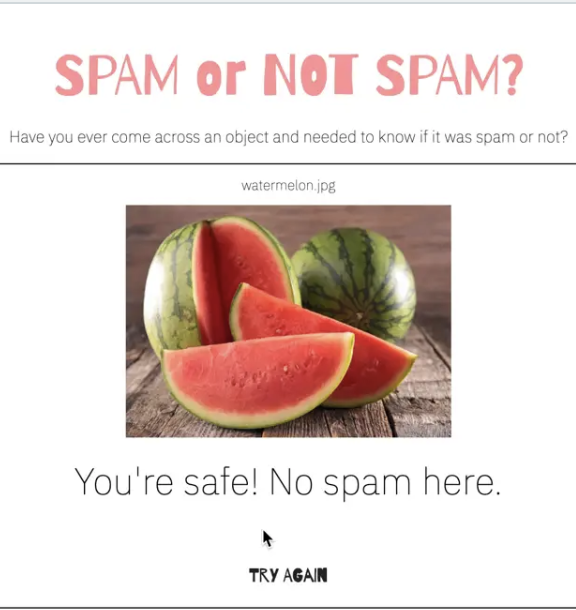 SPAM or NOT SPAM?
Have you ever come across an object and needed to know if it was spam or not?
watermelon.jpg
You're safe! No spam here.
TRY AGAIN